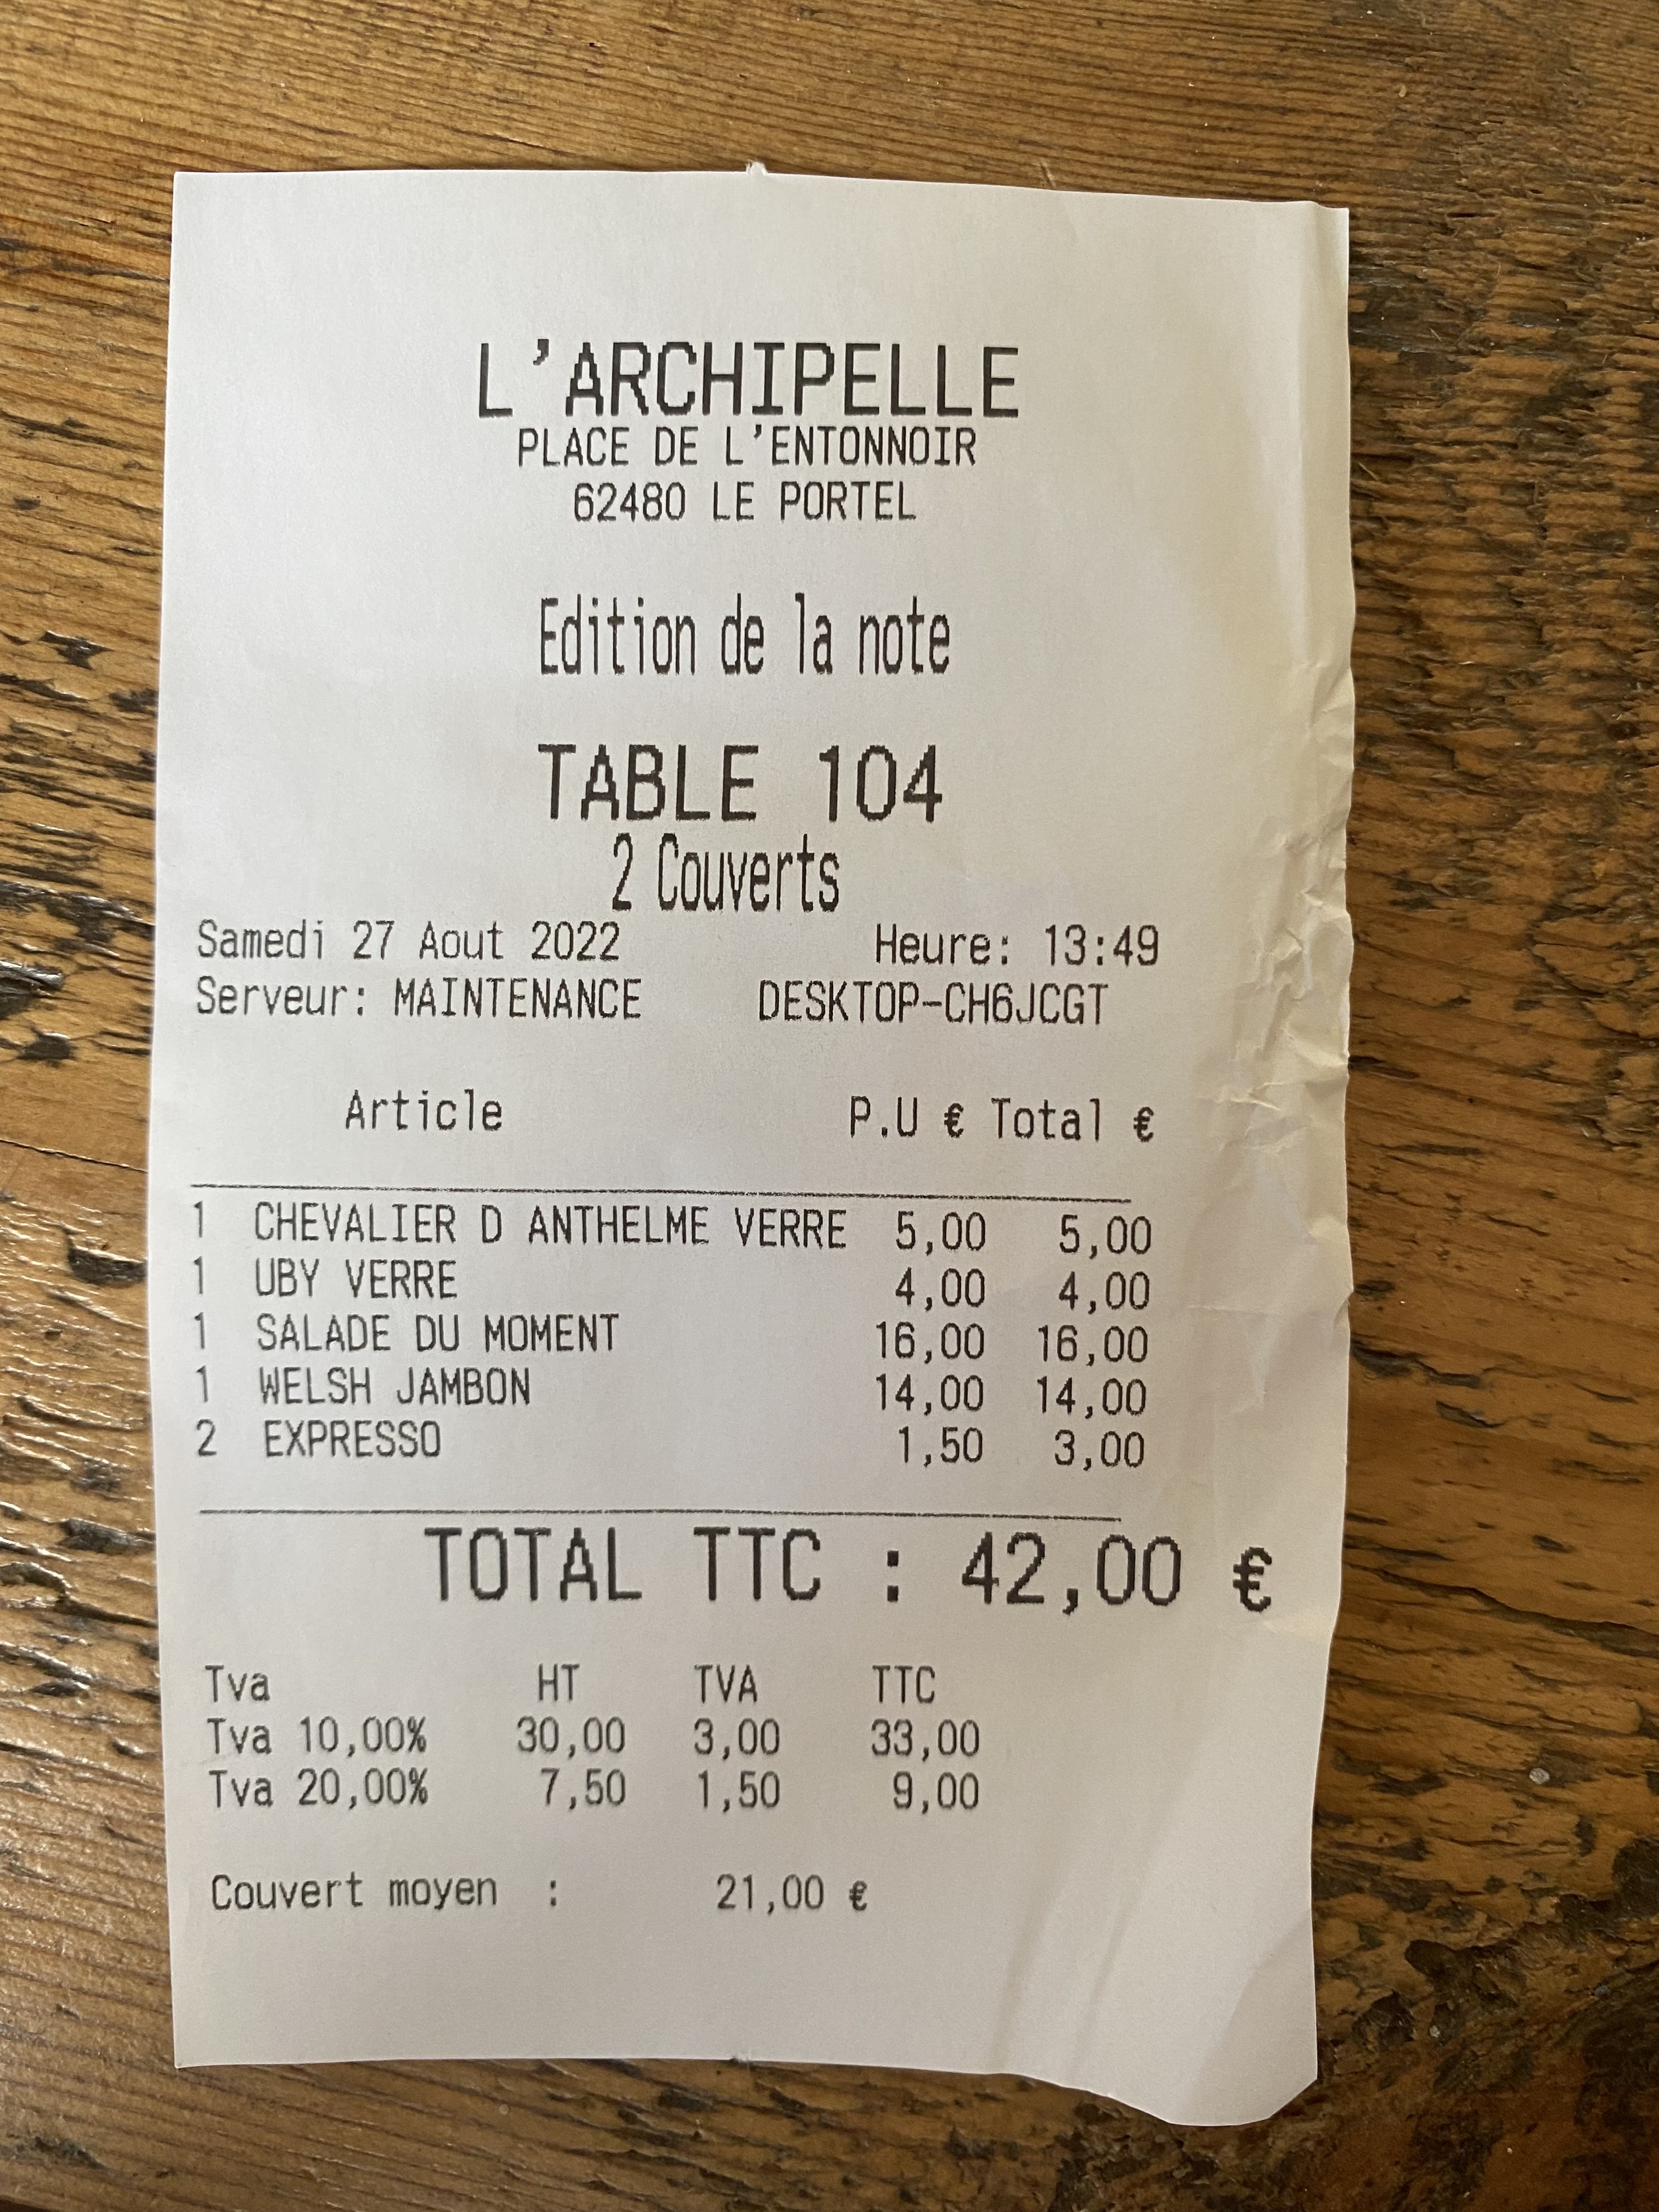 L'ARCHIPELLE
PLACE DE L'ENTONNOIR
62480 LE PORTEL
Edition de la note
TABLE 104
2 Couverts
Samedi 27 Aout 2022 Heure: 13:49
Serveur: MAINTENANCE DESKTOP-CH6JCGT
Article P.U € Total €
1 CHEVALIER D ANTHELME VERRE 5,00 5,00
1 UBY VERRE 4,00 4,00
1 SALADE DU MOMENT 16,00 16,00
1 WELSH JAMBON 14,00 14,00
2 EXPRESSO 1,50 3,00
TOTAL TTC : 42,00 €
Tva HT TVA TTC
Tva 10,00% 30,00 3,00 33,00
Tva 20,00% 7,50 1,50 9,00
Couvert moyen : 21,00 €